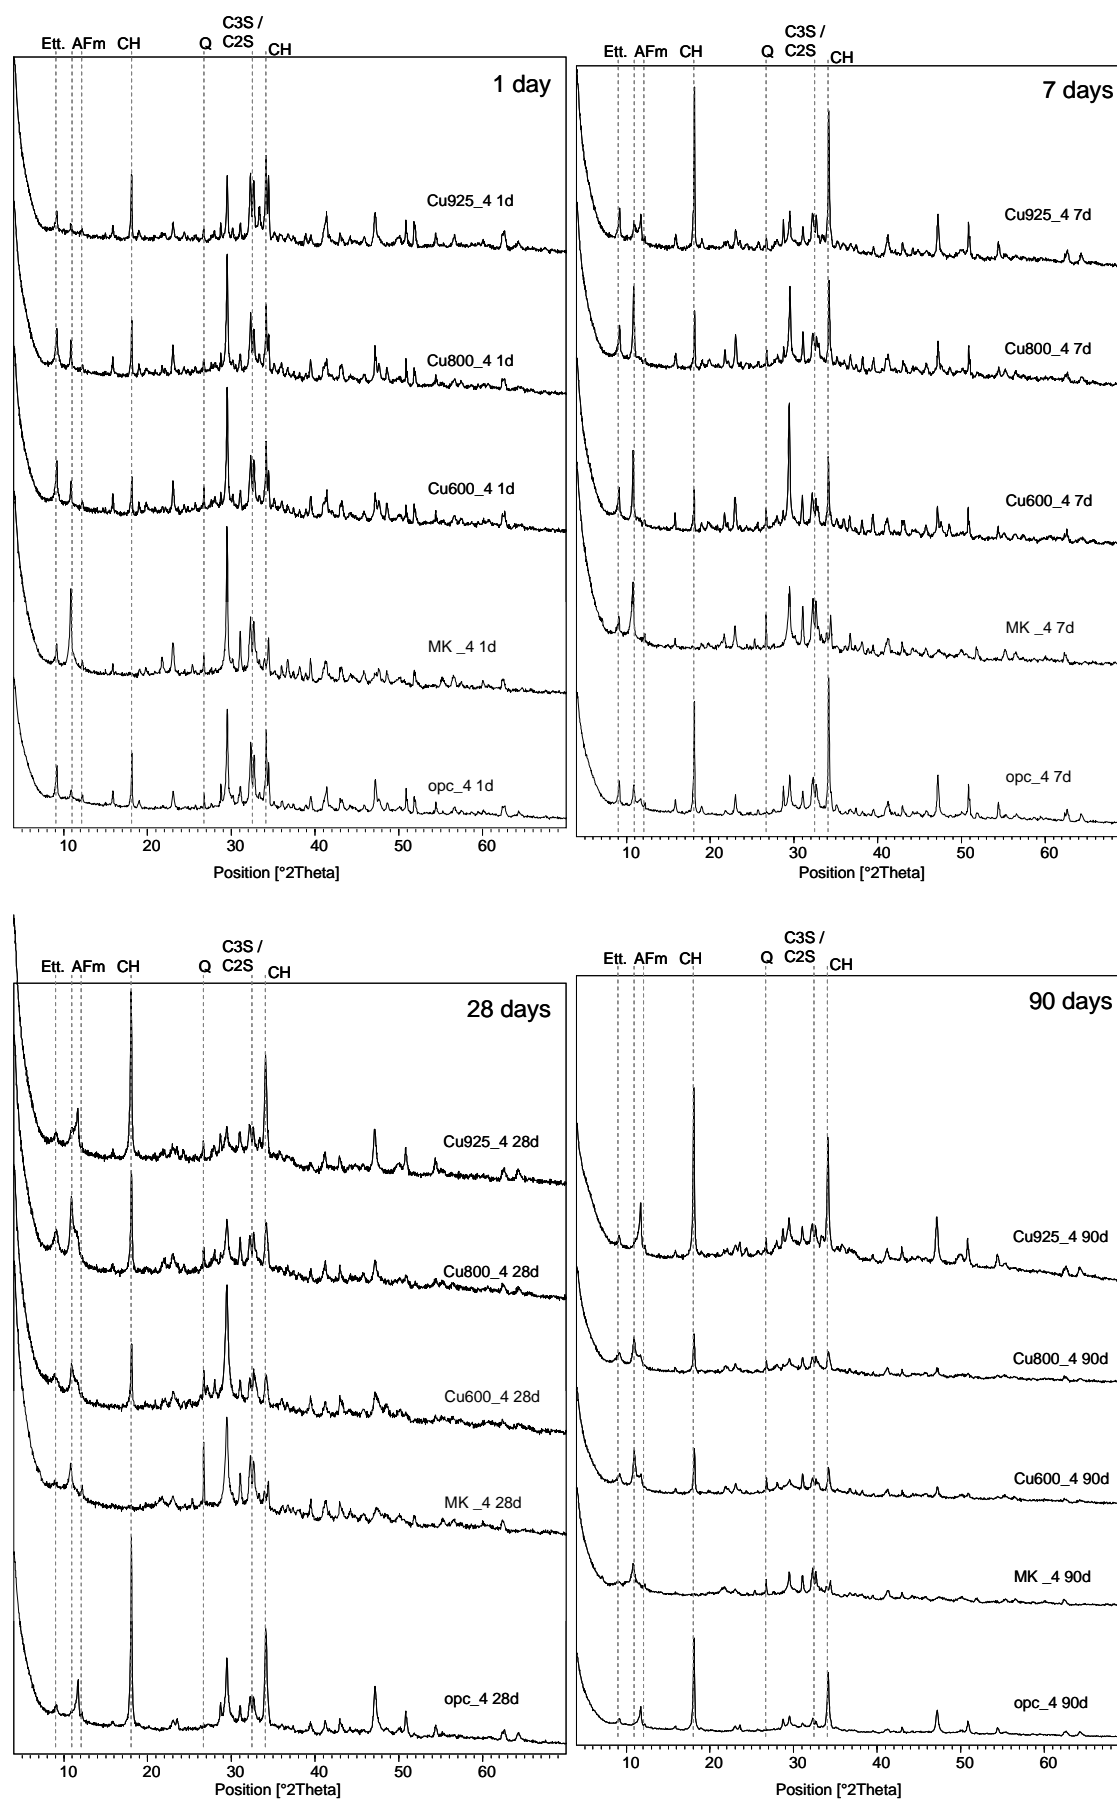 C3S /
Ett. AFm CH Q C2S CH
1 day
Cu925_4 1d
Cu800_4 1d
Cu600_4 1d
MK _4 1d
opc_4 1d
10 20 30 40 50 60
Position [°2Theta]
C3S /
Ett. AFm CH Q C2S CH
7 days
Cu925_4 7d
Cu800_4 7d
Cu600_4 7d
MK _4 7d
opc_4 7d
10 20 30 40 50 60
Position [°2Theta]
C3S /
Ett. AFm CH Q C2S CH
28 days
Cu925_4 28d
Cu800_4 28d
Cu600_4 28d
MK _4 28d
opc_4 28d
10 20 30 40 50 60
Position [°2Theta]
C3S /
Ett. AFm CH Q C2S CH
90 days
Cu925_4 90d
Cu800_4 90d
Cu600_4 90d
MK _4 90d
opc_4 90d
10 20 30 40 50 60
Position [°2Theta]